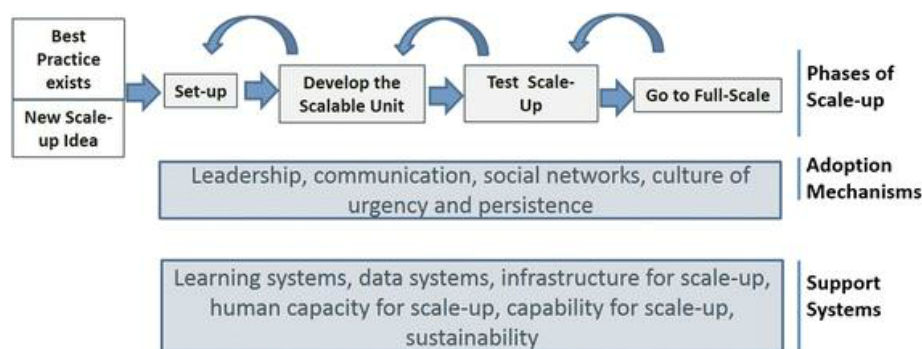 Best
Practice
exists
New Scale-
up Idea
Set-up
Develop the
Scalable Unit
Test Scale-
Up
Go to Full-Scale
Phases of
Scale-up
Leadership, communication, social networks, culture of
urgency and persistence
Adoption
Mechanisms
Learning systems, data systems, infrastructure for scale-up,
human capacity for scale-up, capability for scale-up,
sustainability
Support
Systems